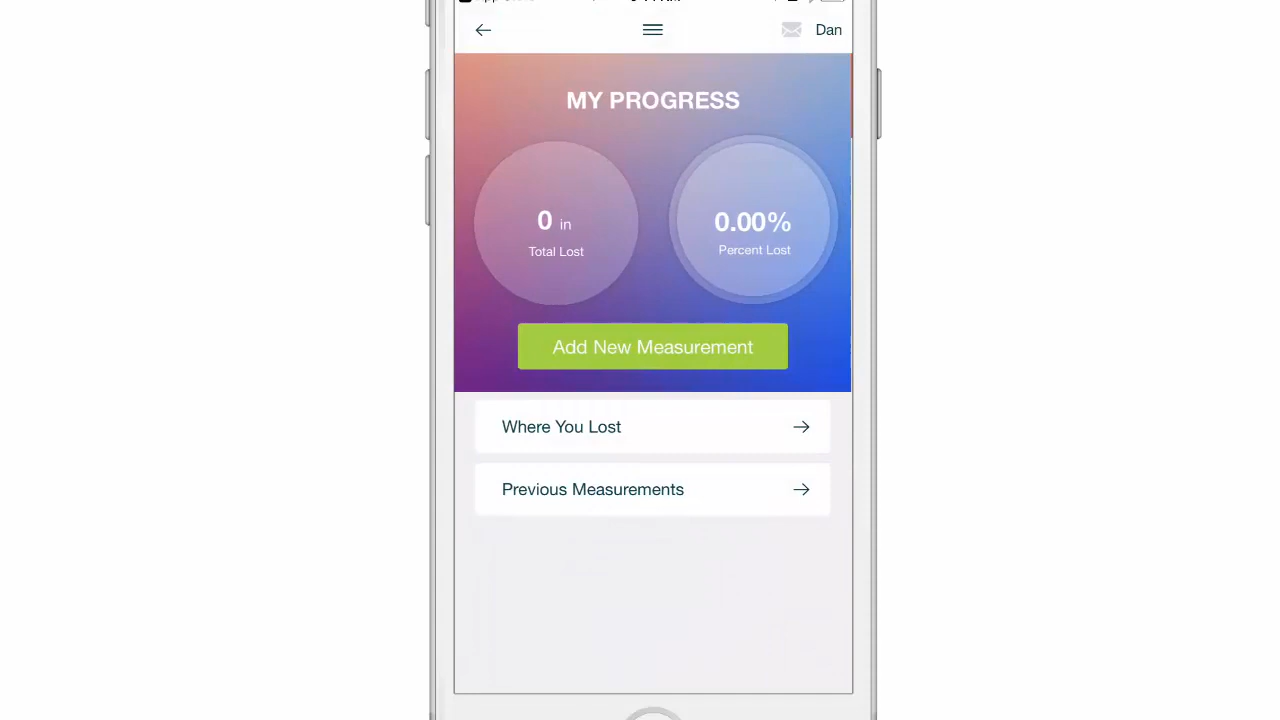 Dan
MY PROGRESS
0 in
Total Lost
0.00%
Percent Lost
Add New Measurement
Where You Lost
Previous Measurements